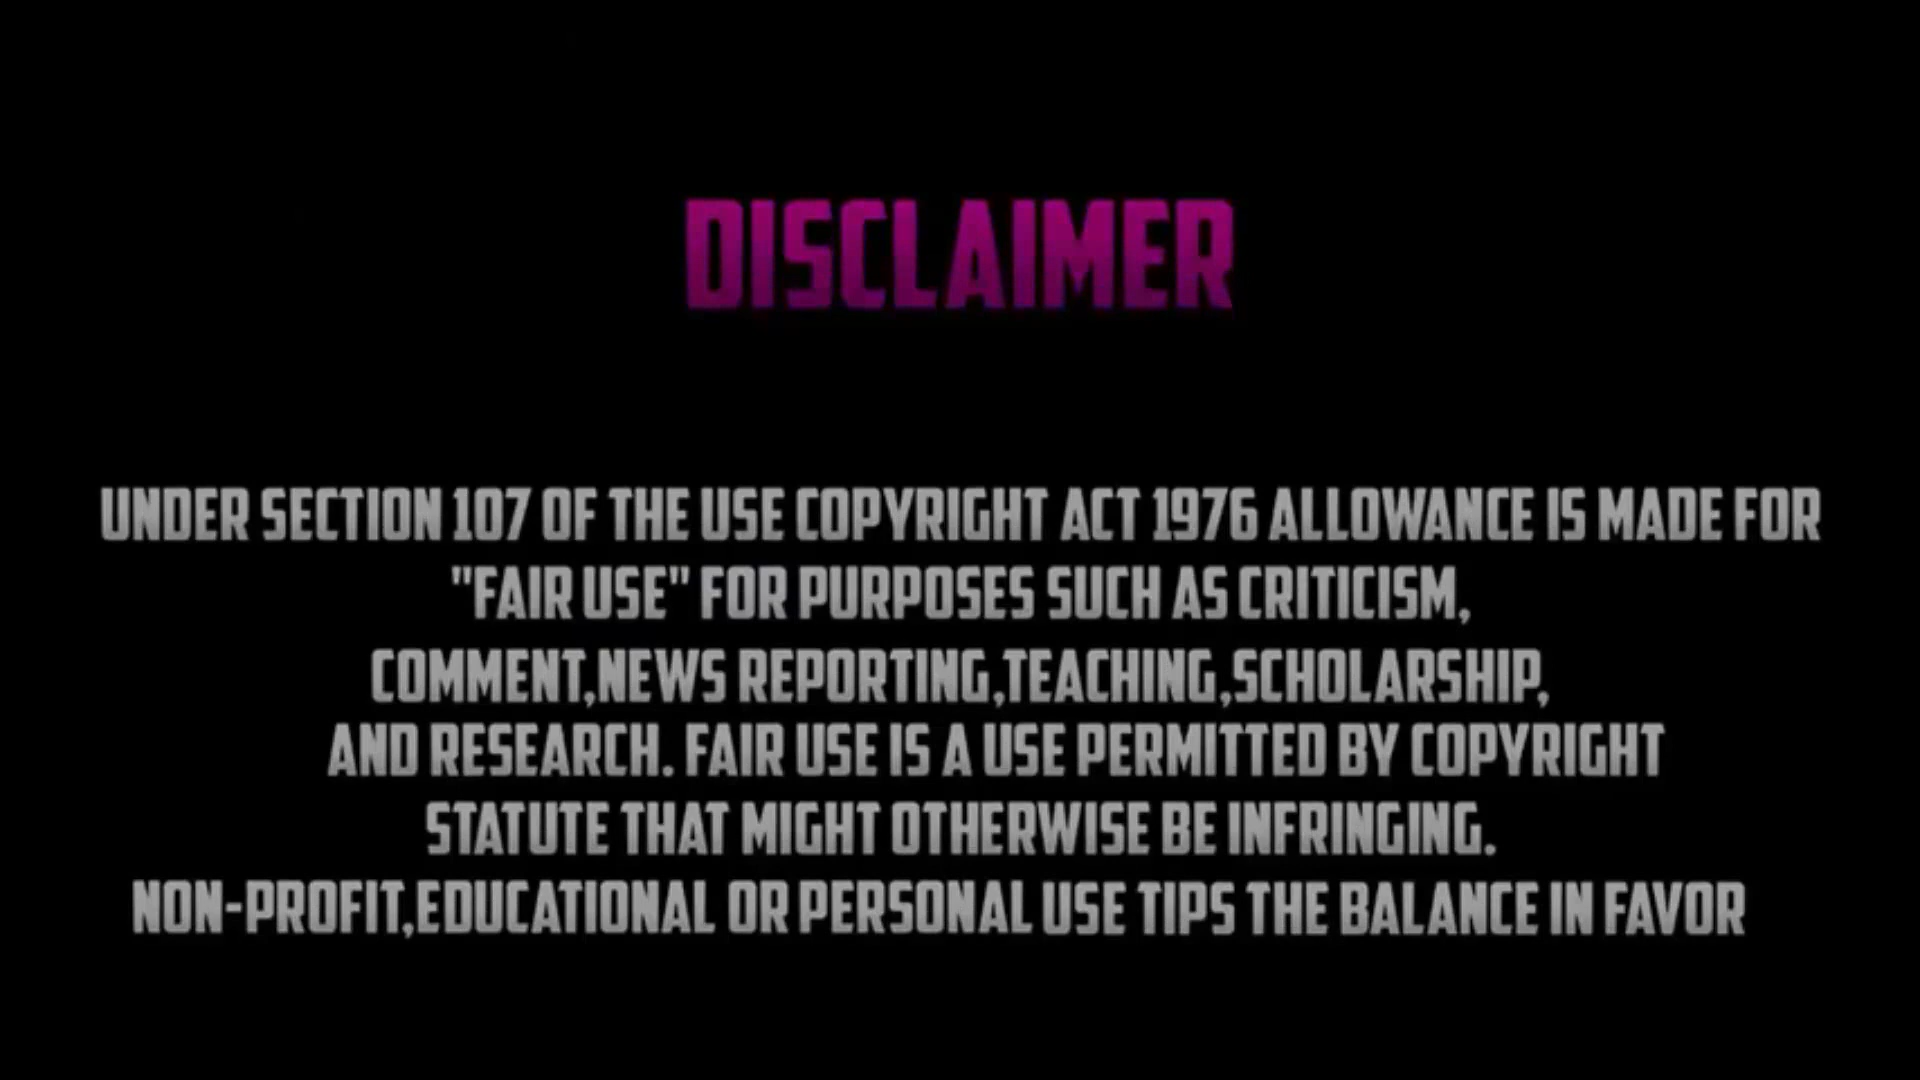 DISCLAIMER
UNDER SECTION 107 OF THE USE COPYRIGHT ACT 1976 ALLOWANCE IS MADE FOR
"FAIR USE" FOR PURPOSES SUCH AS CRITICISM,
COMMENT,NEWS REPORTING,TEACHING,SCHOLARSHIP,
AND RESEARCH. FAIR USE IS A USE PERMITTED BY COPYRIGHT
STATUTE THAT MIGHT OTHERWISE BE INFRINGING.
NON-PROFIT,EDUCATIONAL OR PERSONAL USE TIPS THE BALANCE IN FAVOR